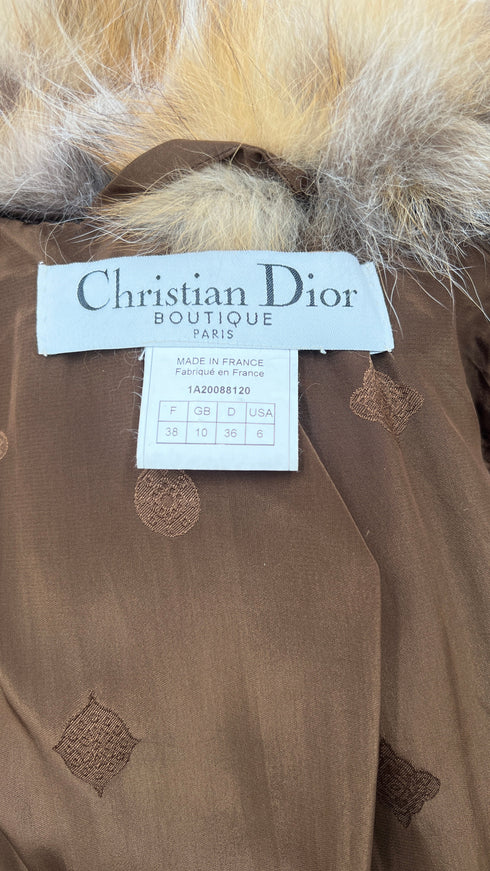 Christian Dior
BOUTIQUE
PARIS
MADE IN FRANCE
Fabriqué en France
1A20088120
F GB D USA
38 10 36 6